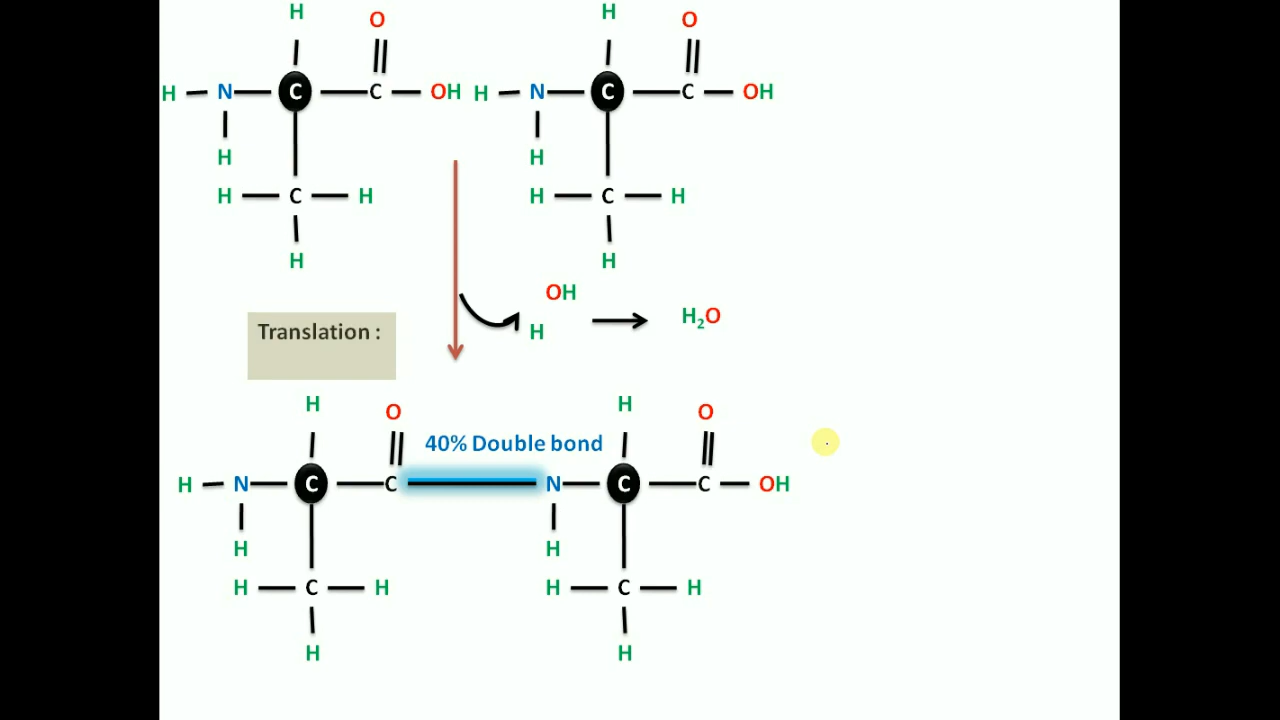 H H
O O
H N C C OH H N C C OH
H H
H C H H C H
H H
OH
H H₂O
Translation :
H H
O O
40% Double bond
H N C C N C C OH
H H
H C H H C H
H H